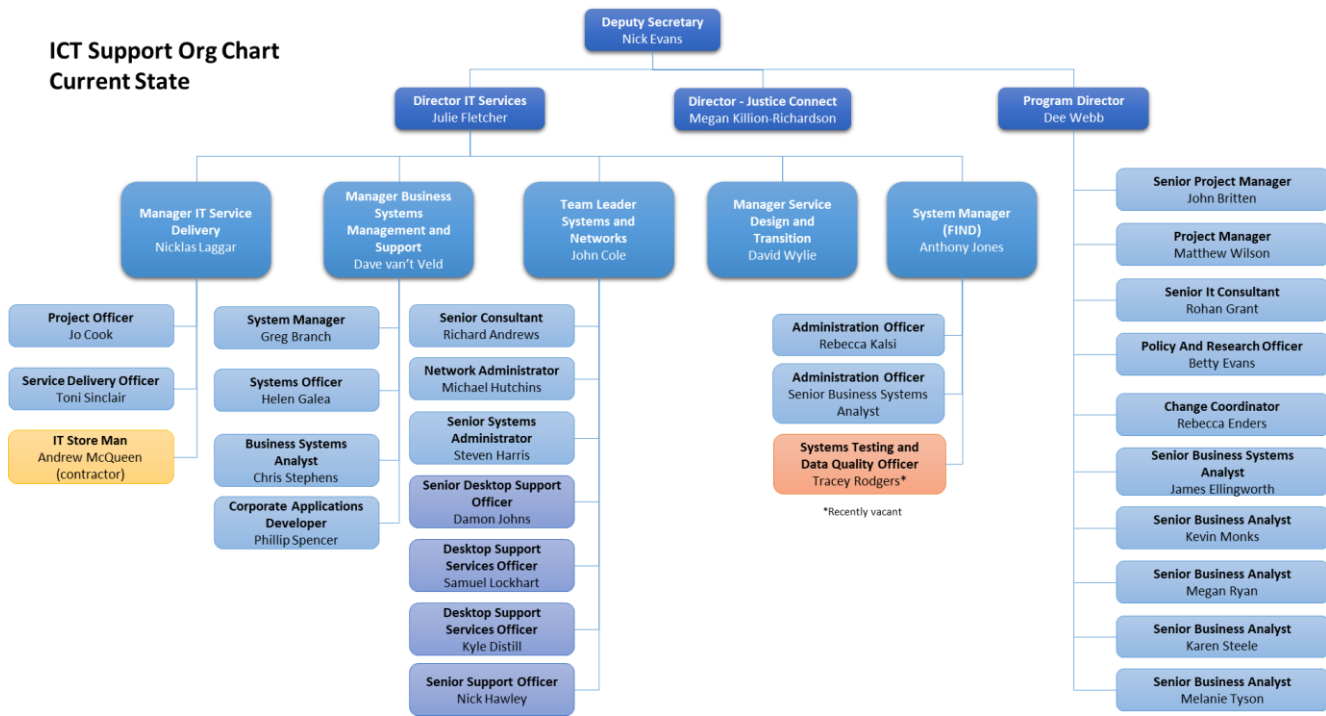 ICT Support Org Chart
Current State
Deputy Secretary
Nick Evans
Director IT Services
Julie Fletcher
Director - Justice Connect
Megan Killion-Richardson
Program Director
Dee Webb
Manager IT Service
Delivery
Nicklas Laggar
Manager Business
Systems
Management and
Support
Dave van't Veld
Team Leader
Systems and
Networks
John Cole
Manager Service
Design and
Transition
David Wylie
System Manager
(FIND)
Anthony Jones
Project Officer
Jo Cook
Service Delivery Officer
Toni Sinclair
IT Store Man
Andrew McQueen
(contractor)
System Manager
Greg Branch
Systems Officer
Helen Galea
Business Systems
Analyst
Chris Stephens
Corporate Applications
Developer
Phillip Spencer
Senior Consultant
Richard Andrews
Network Administrator
Michael Hutchins
Senior Systems
Administrator
Steven Harris
Senior Desktop Support
Officer
Damon Johns
Desktop Support
Services Officer
Samuel Lockhart
Desktop Support
Services Officer
Kyle Distill
Senior Support Officer
Nick Hawley
Administration Officer
Rebecca Kalsi
Administration Officer
Senior Business Systems
Analyst
Systems Testing and
Data Quality Officer
Tracey Rodgers*
*Recently vacant
Senior Project Manager
John Britten
Project Manager
Matthew Wilson
Senior It Consultant
Rohan Grant
Policy And Research Officer
Betty Evans
Change Coordinator
Rebecca Enders
Senior Business Systems
Analyst
James Ellingworth
Senior Business Analyst
Kevin Monks
Senior Business Analyst
Megan Ryan
Senior Business Analyst
Karen Steele
Senior Business Analyst
Melanie Tyson